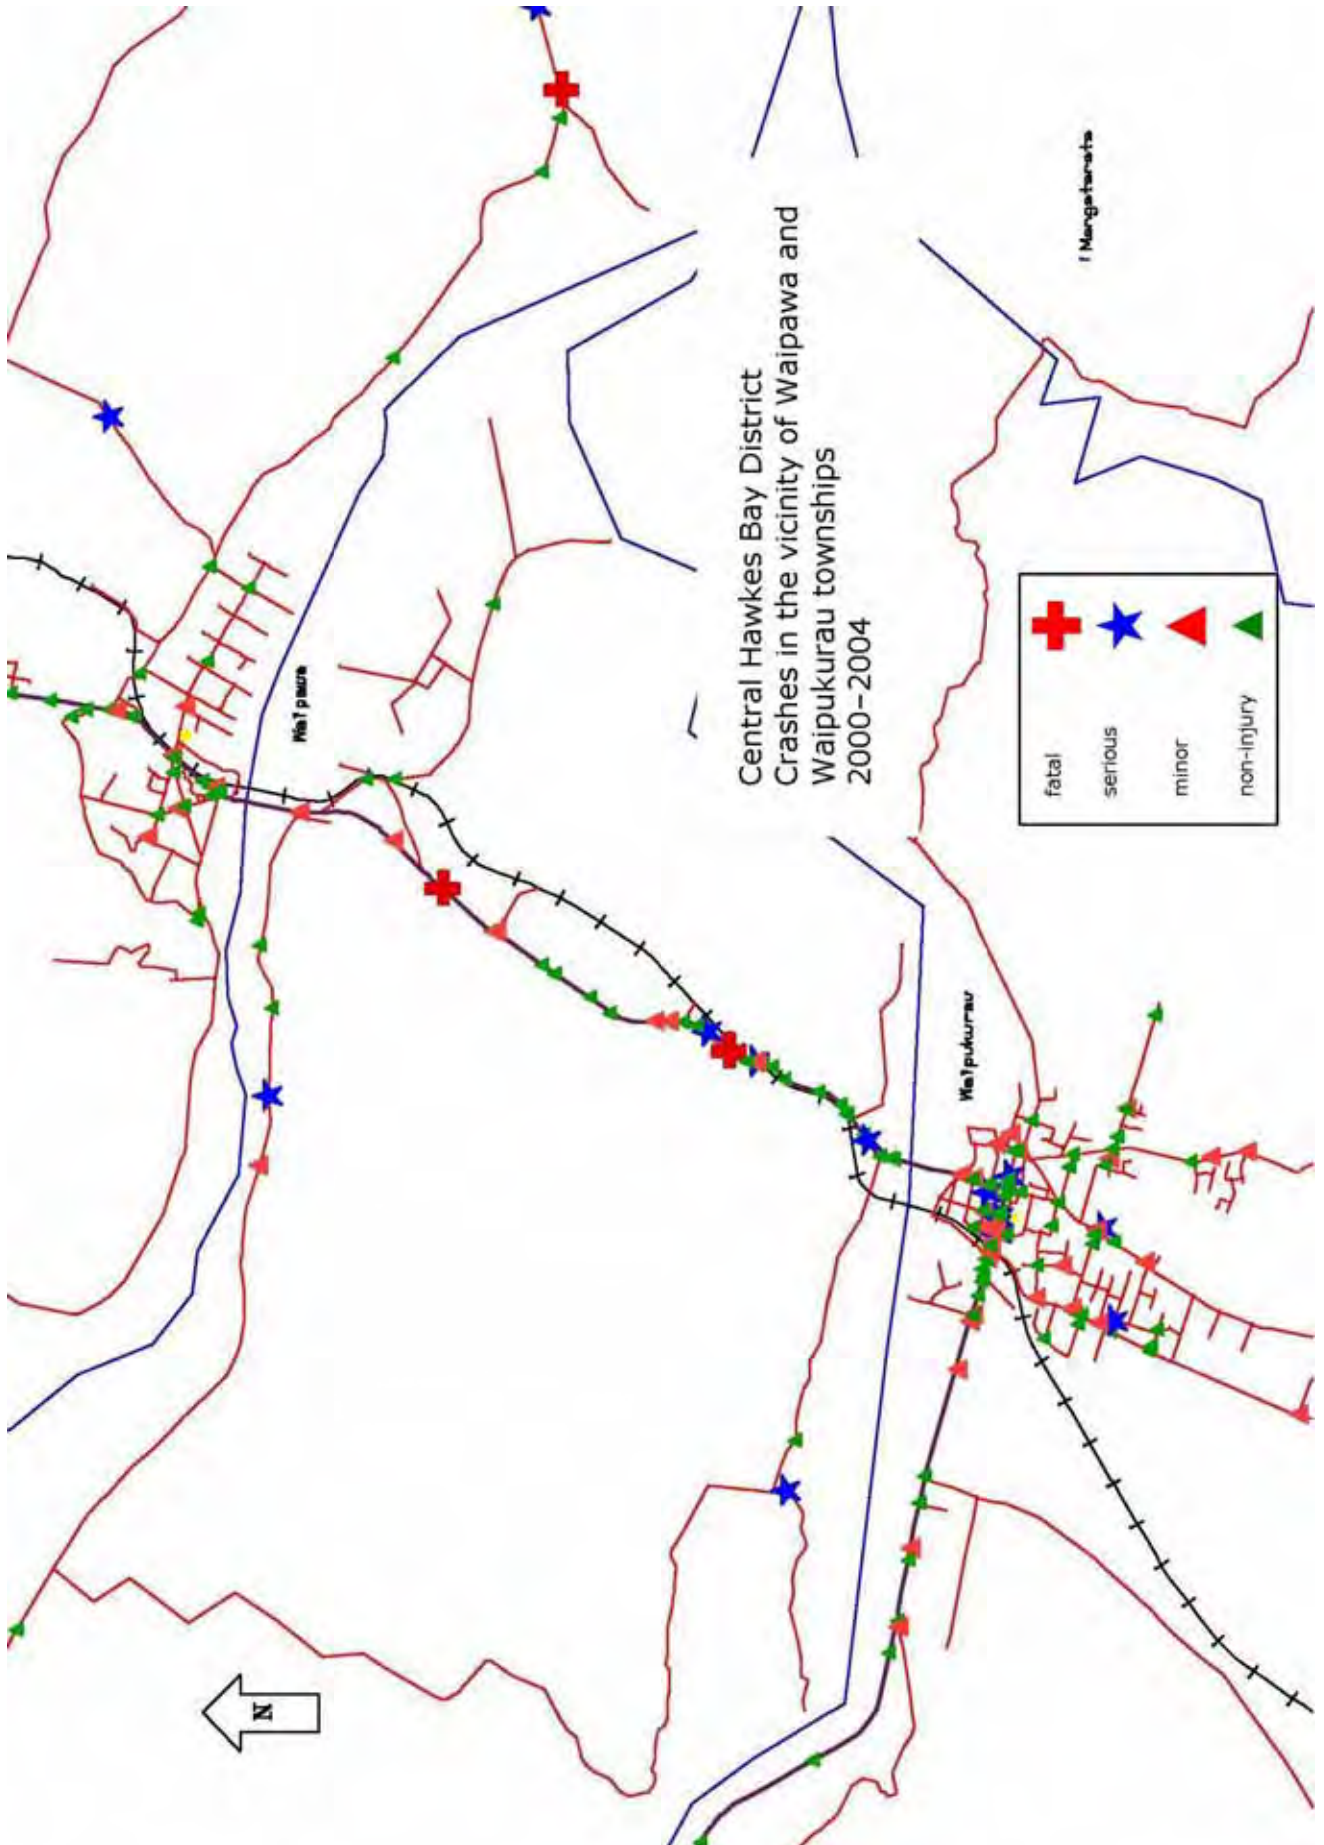 Central Hawkes Bay District
Crashes in the vicinity of Waipawa and
Waipukurau townships
2000–2004
fatal
serious
minor
non-injury
Waipawa
Waipukurau
N